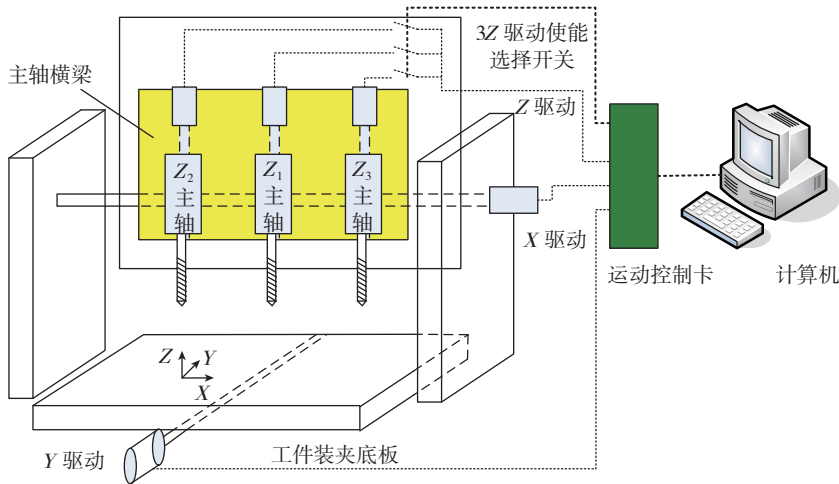 3Z 驱动使能
选择开关
主轴横梁
Z 驱动
Z₂
主
轴
Z₁
主
轴
Z₃
主
轴
X 驱动
运动控制卡
计算机
Z
Y
X
Y 驱动
工件装夹底板